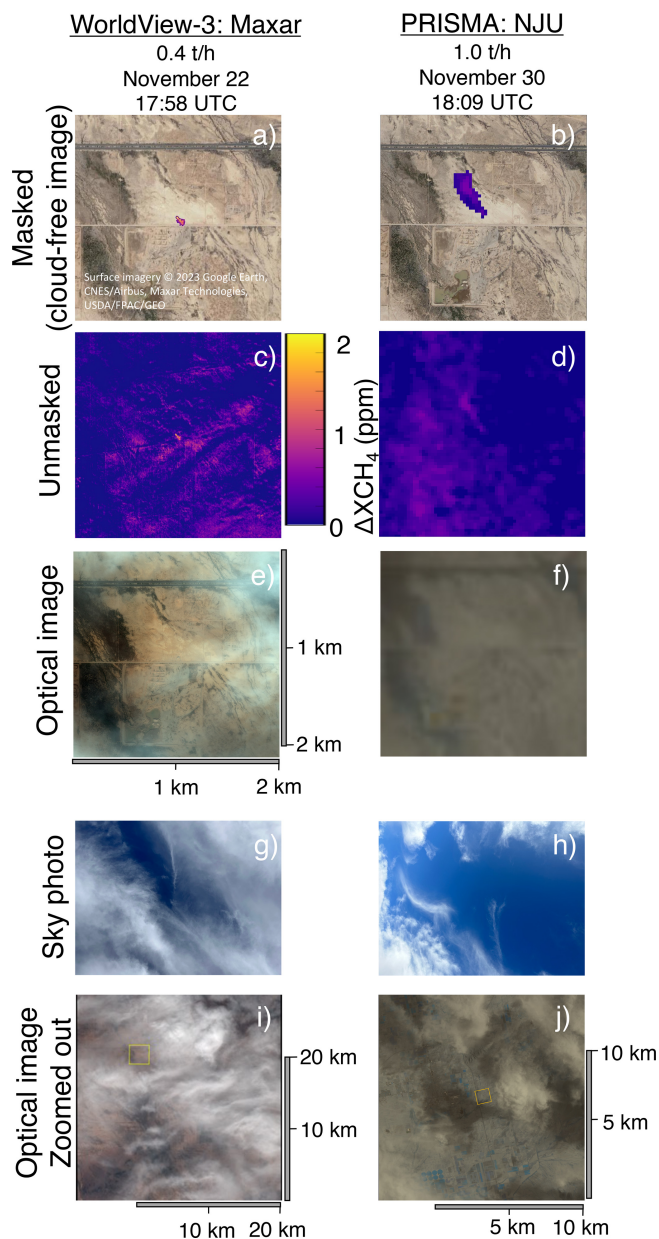 WorldView-3: Maxar
0.4 t/h
November 22
17:58 UTC
PRISMA: NJU
1.0 t/h
November 30
18:09 UTC
Masked
(cloud-free image)
a)
b)
Surface imagery © 2023 Google Earth,
CNES/Airbus, Maxar Technologies,
USDA/FPAC/GEO
Unmasked
c)
2
1
0
ΔXCH4 (ppm)
d)
Optical image
e)
1 km
2 km
1 km
2 km
f)
Sky photo
g)
h)
Optical image
Zoomed out
i)
20 km
10 km
10 km
20 km
j)
10 km
5 km
5 km
10 km